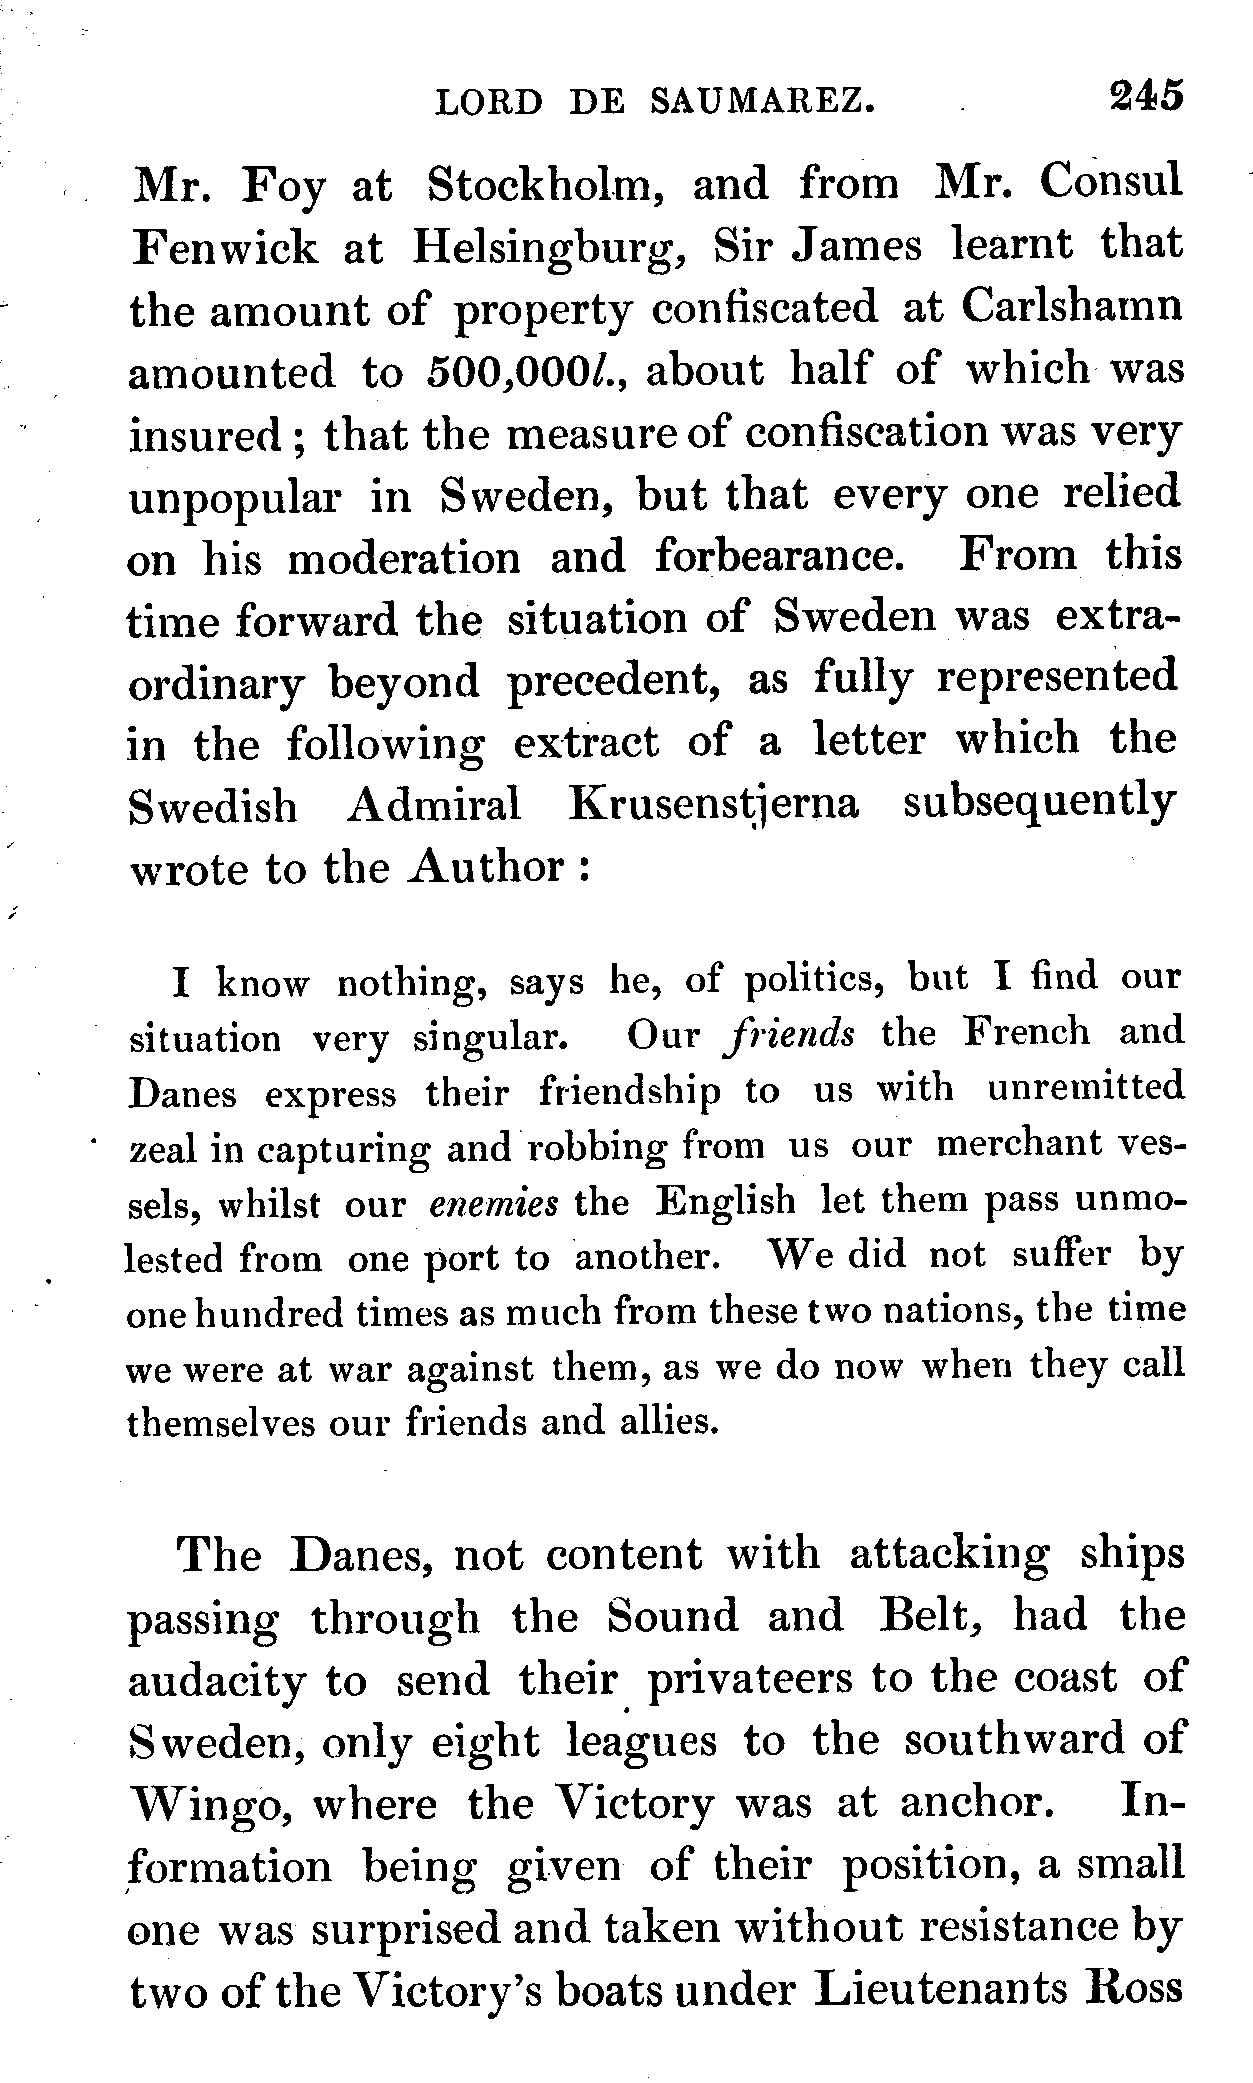 LORD DE SAUMAREZ. 245
Mr. Foy at Stockholm, and from Mr. Consul
Fenwick at Helsingburg, Sir James learnt that
the amount of property confiscated at Carlshamn
amounted to 500,000l., about half of which was
insured ; that the measure of confiscation was very
unpopular in Sweden, but that every one relied
on his moderation and forbearance. From this
time forward the situation of Sweden was extra-
ordinary beyond precedent, as fully represented
in the following extract of a letter which the
Swedish Admiral Krusenstjerna subsequently
wrote to the Author :
I know nothing, says he, of politics, but I find our
situation very singular. Our friends the French and
Danes express their friendship to us with unremitted
zeal in capturing and robbing from us our merchant ves-
sels, whilst our enemies the English let them pass unmo-
lested from one port to another. We did not suffer by
one hundred times as much from these two nations, the time
we were at war against them, as we do now when they call
themselves our friends and allies.
The Danes, not content with attacking ships
passing through the Sound and Belt, had the
audacity to send their privateers to the coast of
Sweden, only eight leagues to the southward of
Wingo, where the Victory was at anchor. In-
formation being given of their position, a small
one was surprised and taken without resistance by
two of the Victory's boats under Lieutenants Ross